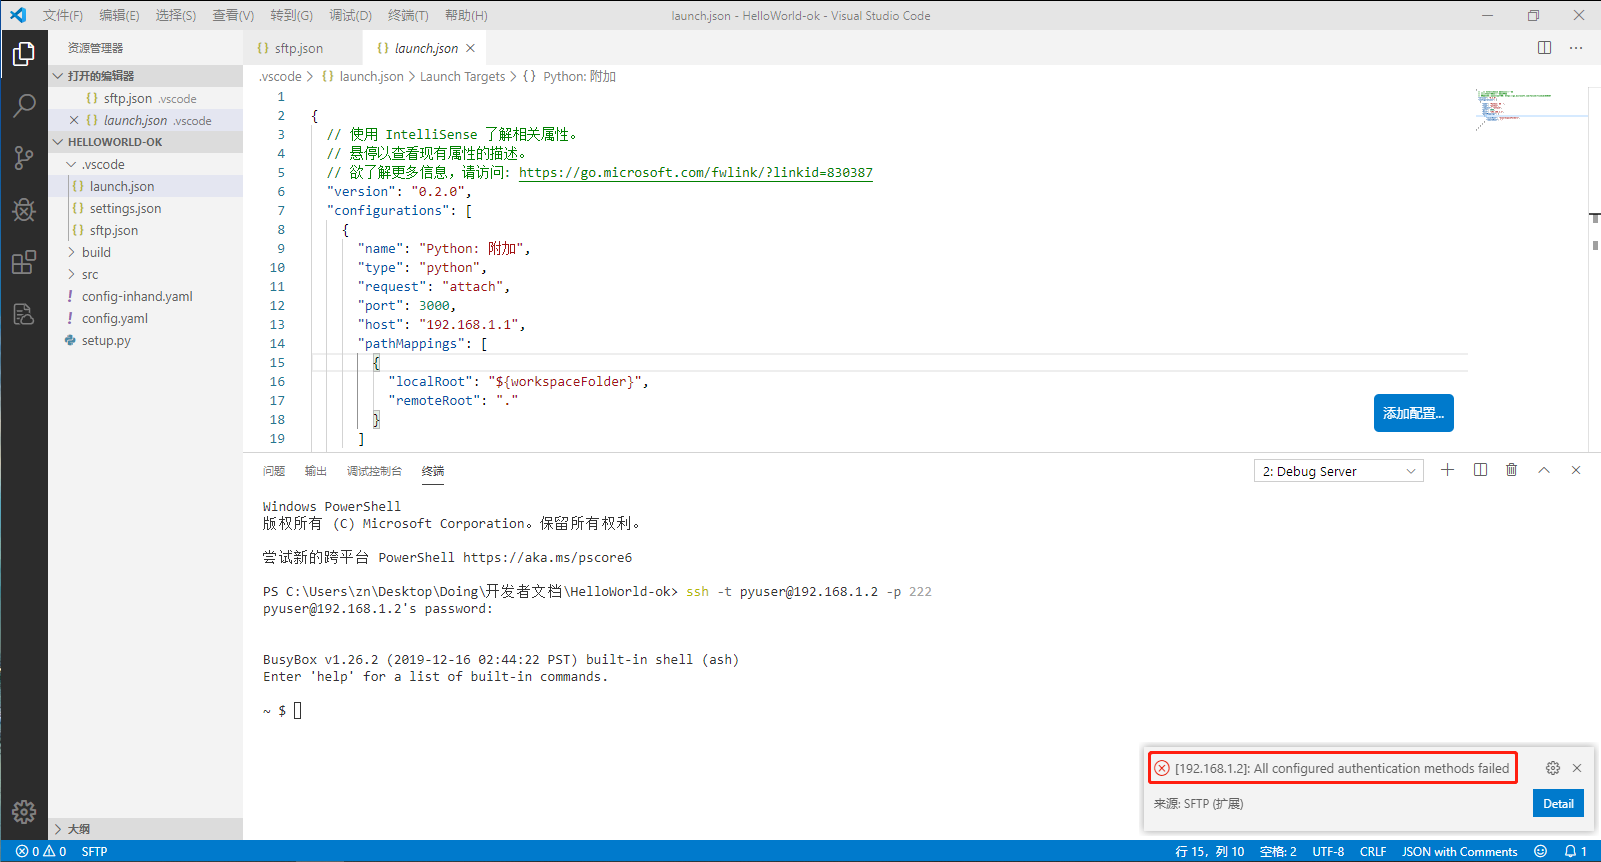 文件(F) 编辑(E) 选择(S) 查看(V) 转到(G) 调试(D) 终端(T) 帮助(H) launch.json - HelloWorld-ok - Visual Studio Code
资源管理器
打开的编辑器
sftp.json .vscode
launch.json .vscode
HELLOWORLD-OK
.vscode
launch.json
settings.json
sftp.json
build
src
config-inhand.yaml
config.yaml
setup.py
大纲
sftp.json launch.json
.vscode > {} launch.json > Launch Targets > {} Python: 附加
1
2 {
3 // 使用 IntelliSense 了解相关属性。
4 // 悬停以查看现有属性的描述。
5 // 欲了解更多信息，请访问: https://go.microsoft.com/fwlink/?linkid=830387
6 "version": "0.2.0",
7 "configurations": [
8 {
9 "name": "Python: 附加",
10 "type": "python",
11 "request": "attach",
12 "port": 3000,
13 "host": "192.168.1.1",
14 "pathMappings": [
15 {
16 "localRoot": "${workspaceFolder}",
17 "remoteRoot": "."
18 }
19 ]
添加配置...
问题 输出 调试控制台 终端 2: Debug Server
Windows PowerShell
版权所有 (C) Microsoft Corporation。保留所有权利。
尝试新的跨平台 PowerShell https://aka.ms/pscore6
PS C:\Users\zn\Desktop\Doing\开发者文档\HelloWorld-ok> ssh -t pyuser@192.168.1.2 -p 222
pyuser@192.168.1.2's password:
BusyBox v1.26.2 (2019-12-16 02:44:22 PST) built-in shell (ash)
Enter 'help' for a list of built-in commands.
~ $
[192.168.1.2]: All configured authentication methods failed
来源: SFTP (扩展)
Detail
0 0 SFTP 行 15，列 10 空格: 2 UTF-8 CRLF JSON with Comments 1